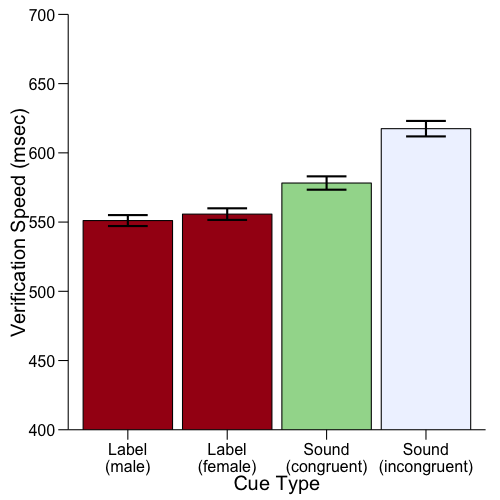 700
650
600
550
500
450
400
Verification Speed (msec)
Label
(male)
Label
(female)
Sound
(congruent)
Sound
(incongruent)
Cue Type